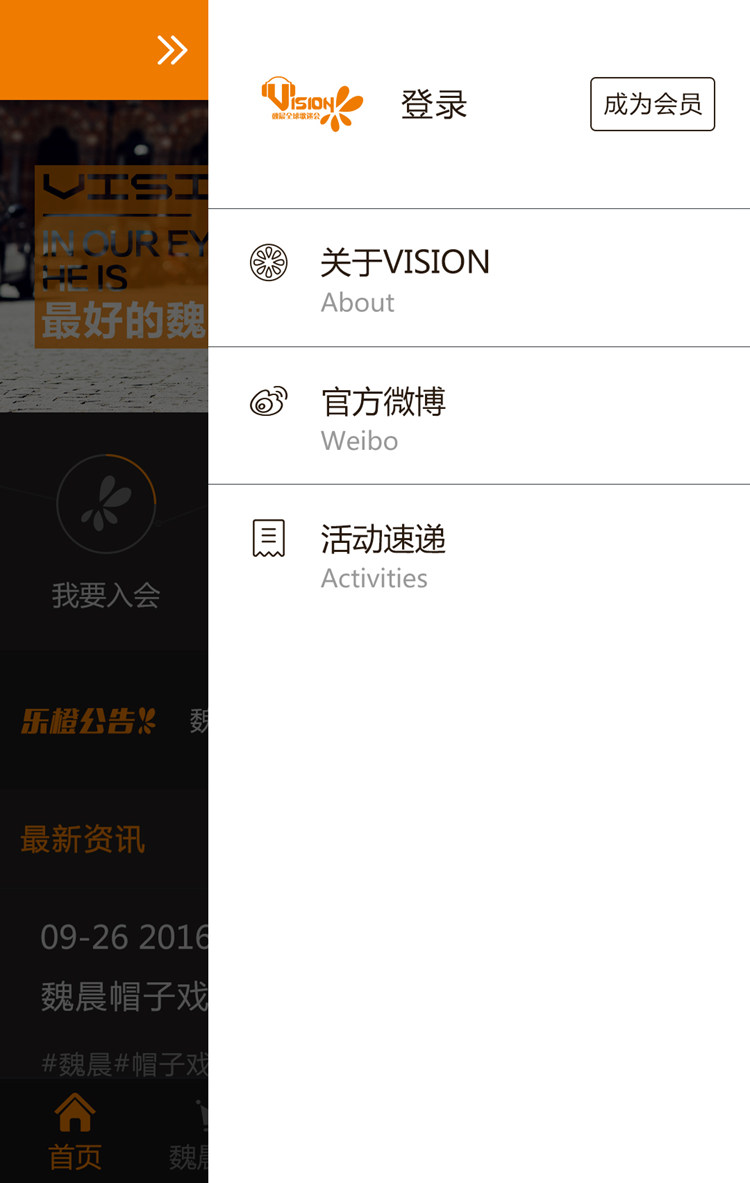 VISION
魏晨全球歌迷会
登录
成为会员
关于VISION
About
官方微博
Weibo
活动速递
Activities
VISI
IN OUR EY
HE IS
最好的魏
我要入会
乐橙公告
魏
最新资讯
09-26 2016
魏晨帽子戏
#魏晨#帽子戏
首页
魏晨